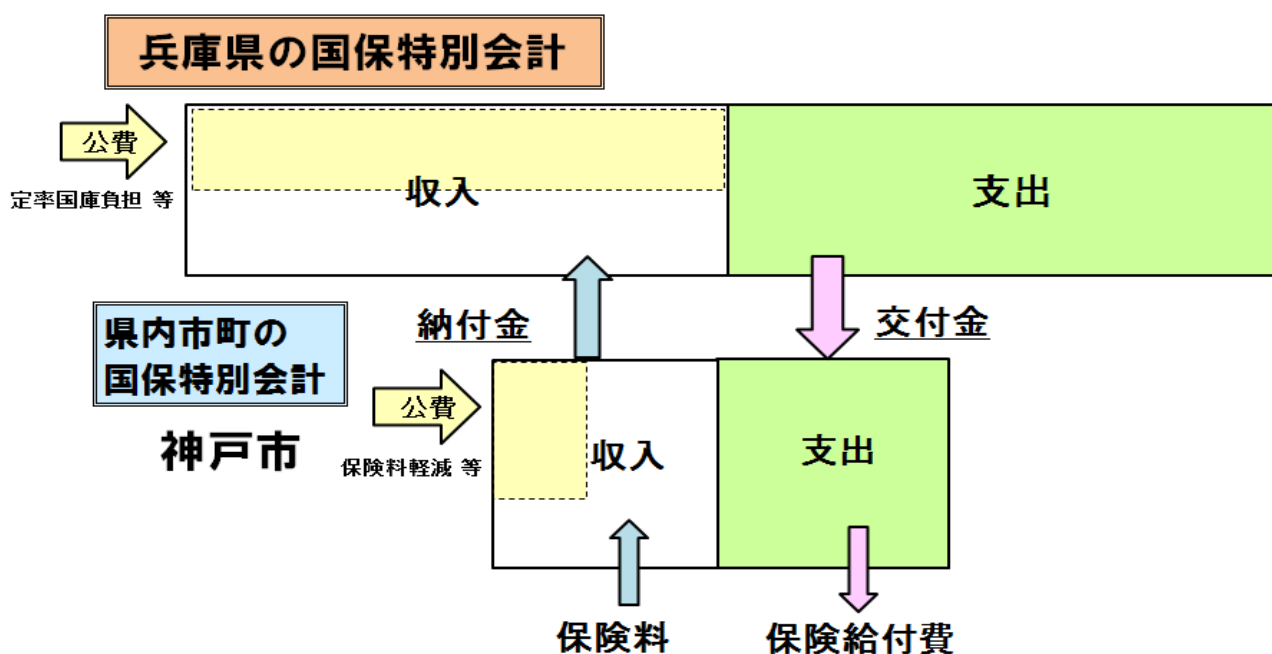 兵庫県の国保特別会計
公費
定率国庫負担 等
収入
支出
納付金
交付金
県内市町の
国保特別会計
神戸市
公費
保険料軽減 等
収入
支出
保険料
保険給付費